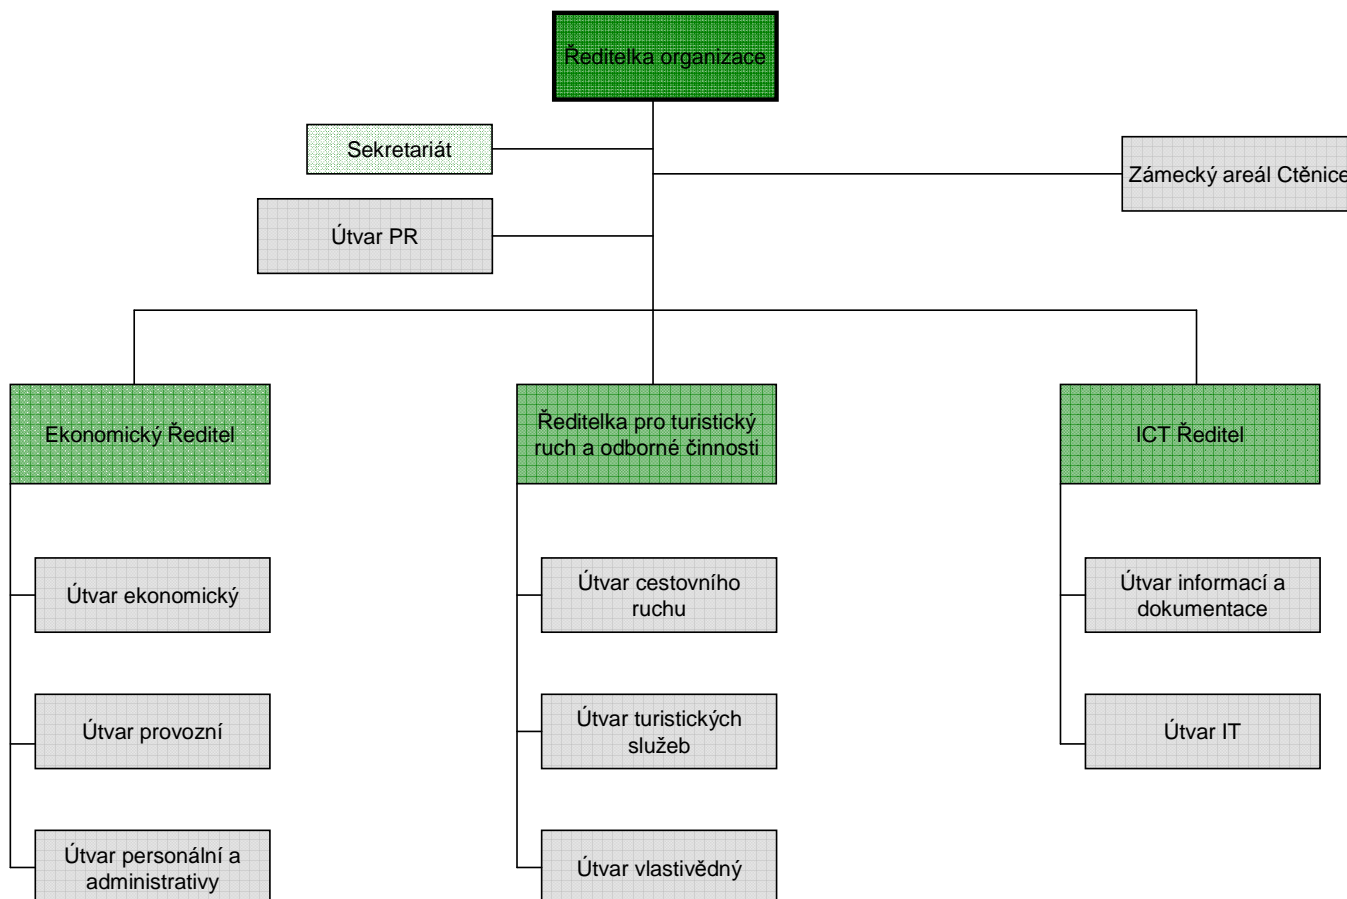 Ředitelka organizace
Sekretariát
Zámecký areál Ctěnice
Útvar PR
Ekonomický Ředitel
Ředitelka pro turistický
ruch a odborné činnosti
ICT Ředitel
Útvar ekonomický
Útvar cestovního
ruchu
Útvar informací a
dokumentace
Útvar provozní
Útvar turistických
služeb
Útvar IT
Útvar personální a
administrativy
Útvar vlastivědný